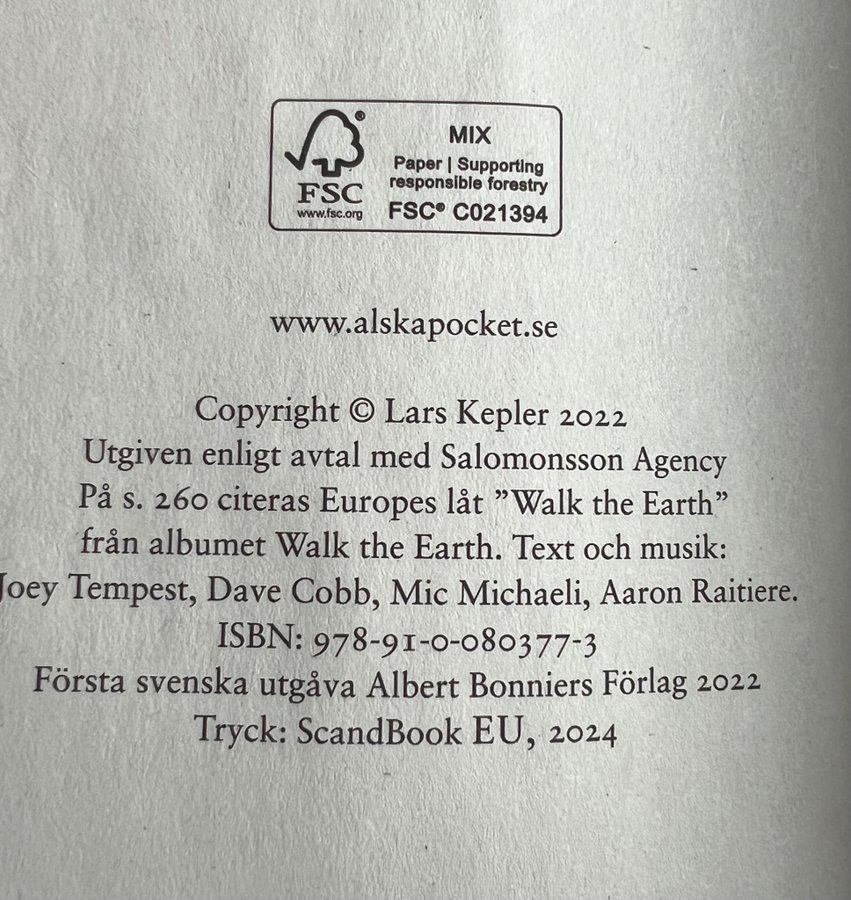 MIX
Paper | Supporting
responsible forestry
FSC® C021394
®
FSC
www.fsc.org
www.alskapocket.se
Copyright © Lars Kepler 2022
Utgiven enligt avtal med Salomonsson Agency
På s. 260 citeras Europes låt ”Walk the Earth”
från albumet Walk the Earth. Text och musik:
Joey Tempest, Dave Cobb, Mic Michaeli, Aaron Raitiere.
ISBN: 978-91-0-080377-3
Första svenska utgåva Albert Bonniers Förlag 2022
Tryck: ScandBook EU, 2024